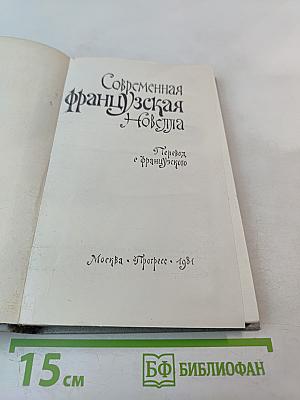 Современная
французская
новелла
Перевод
с французского
Москва • Прогресс • 1981
15 см
БФ БИБЛИОФАН